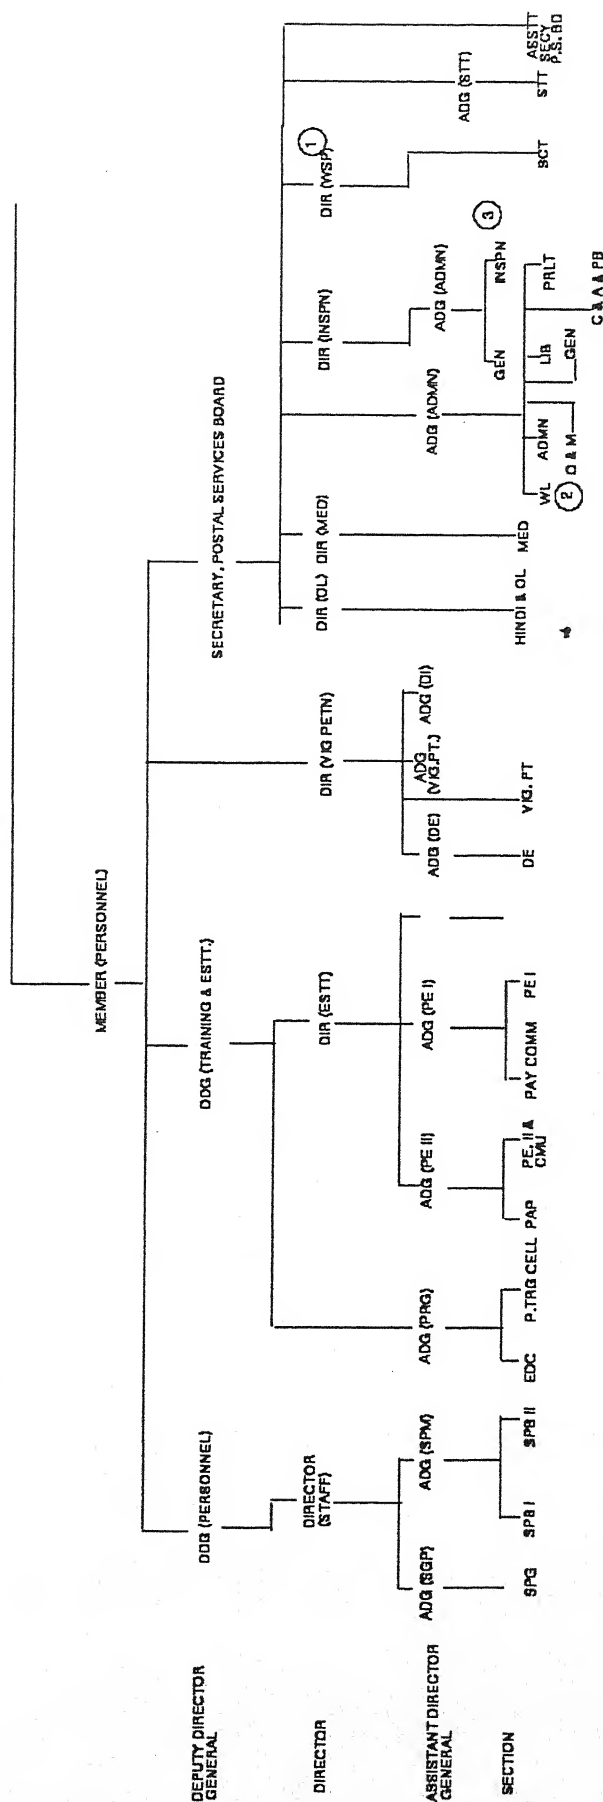 MEMBER (PERSONNEL)
DEPUTY DIRECTOR
GENERAL
DDG (PERSONNEL)
DDG (TRAINING & ESTT.)
SECRETARY, POSTAL SERVICES BOARD
DIRECTOR
DIRECTOR
(STAFF)
DIR (ESTT)
DIR (VIG PETN)
DIR (OL)
DIR (MED)
DIR (INSPN)
DIR (WSP)
1
ASSISTANT DIRECTOR
GENERAL
ADG (SGP)
ADG (SPM)
ADG (PRG)
ADG (PE II)
ADG (PE I)
ADG (DE)
ADG
(VIG.PT.)
ADG (DI)
ADG (ADMN)
ADG (ADMN)
ADG (STT)
GEN
INSPN
3
SECTION
SPG
SPB I
SPB II
EDC
P.TRG CELL
PAP
PE, II &
CMU
PAY COMM
PE I
DE
VIG. PT
HINDI & OL
MED
WL
2
ADMN
O & M
LIB
GEN
PRLT
C & A & PB
SCT
STT
ASSTT
SECY
P.S. BD